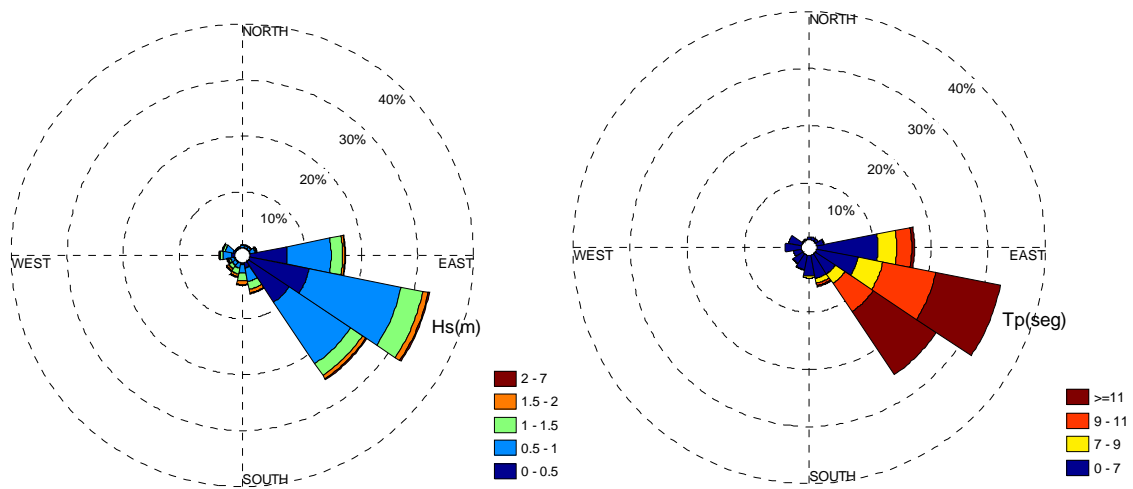 NORTH
40%
30%
20%
10%
WEST
EAST
Hs(m)
SOUTH
2 - 7
1.5 - 2
1 - 1.5
0.5 - 1
0 - 0.5
NORTH
40%
30%
20%
10%
WEST
EAST
Tp(seg)
SOUTH
>=11
9 - 11
7 - 9
0 - 7